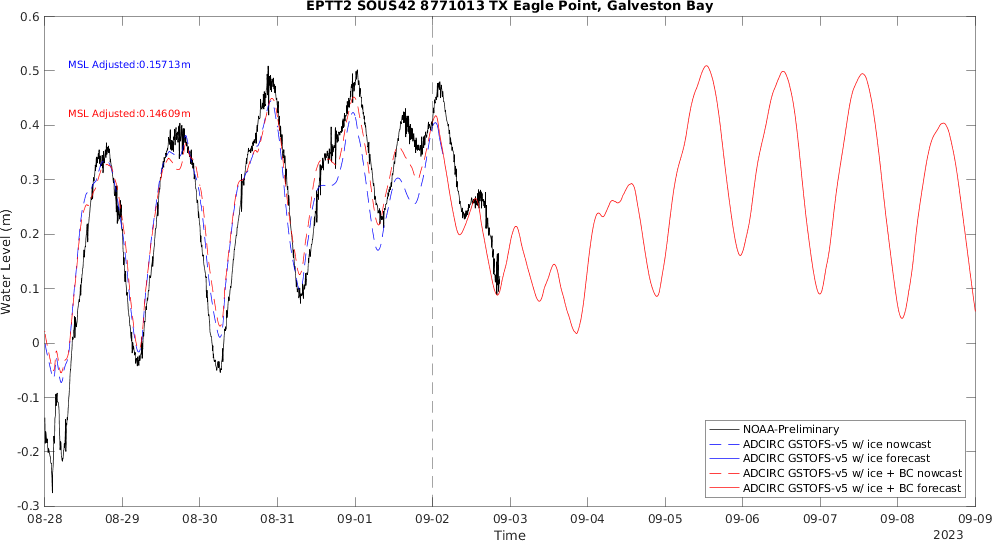 EPTT2 SOUS42 8771013 TX Eagle Point, Galveston Bay
MSL Adjusted:0.15713m
MSL Adjusted:0.14609m
Water Level (m)
0.6
0.5
0.4
0.3
0.2
0.1
0
-0.1
-0.2
-0.3
08-28 08-29 08-30 08-31 09-01 09-02 09-03 09-04 09-05 09-06 09-07 09-08 09-09
Time
2023
NOAA-Preliminary
ADCIRC GSTOFS-v5 w/ ice nowcast
ADCIRC GSTOFS-v5 w/ ice forecast
ADCIRC GSTOFS-v5 w/ ice + BC nowcast
ADCIRC GSTOFS-v5 w/ ice + BC forecast